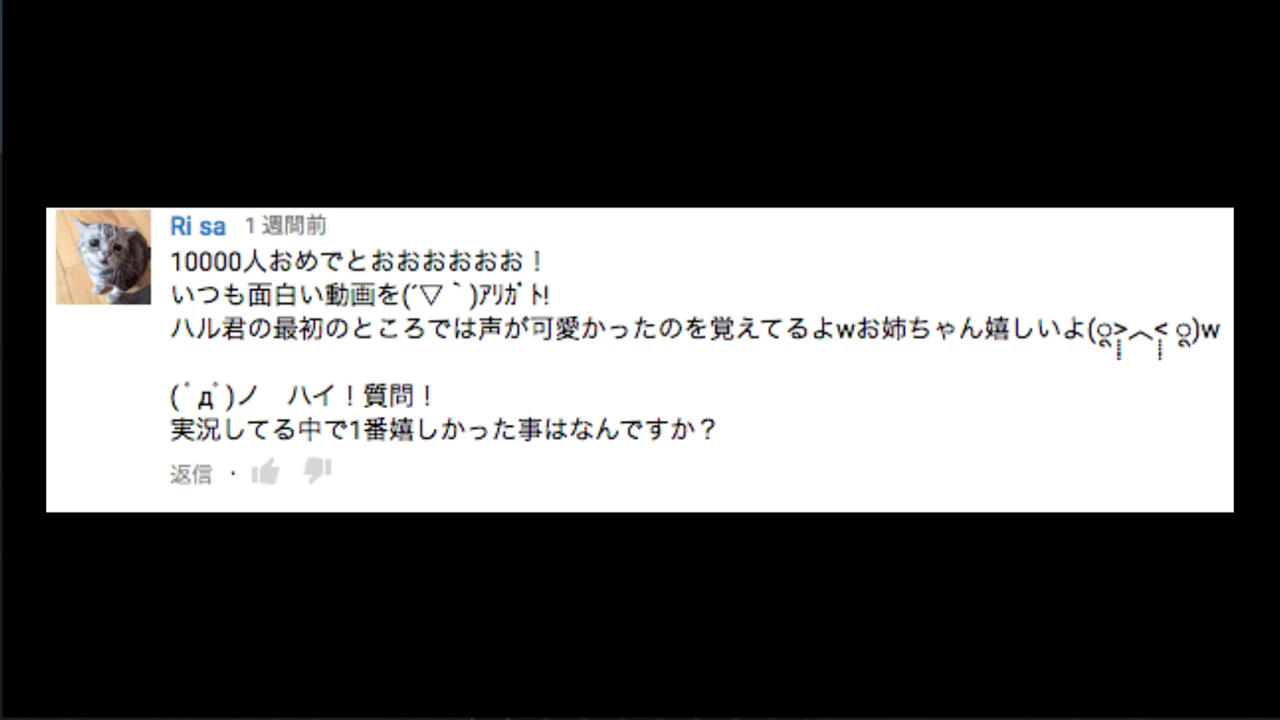 Ri sa 1 週間前
10000人おめでとおおおおおお！
いつも面白い動画を(´▽｀)ｱﾘｶﾞﾄ!
ハル君の最初のところでは声が可愛かったのを覚えてるよwお姉ちゃん嬉しいよ(ृ>͈︿<͈ ृ)w
(ﾟдﾟ)ノ　ハイ！質問！
実況してる中で1番嬉しかった事はなんですか？
返信 ·